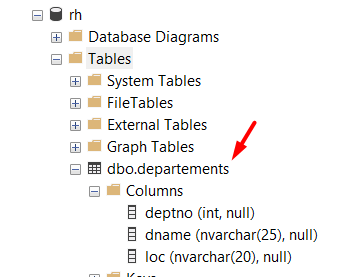 rh
Database Diagrams
Tables
System Tables
FileTables
External Tables
Graph Tables
dbo.departements
Columns
deptno (int, null)
dname (nvarchar(25), null)
loc (nvarchar(20), null)